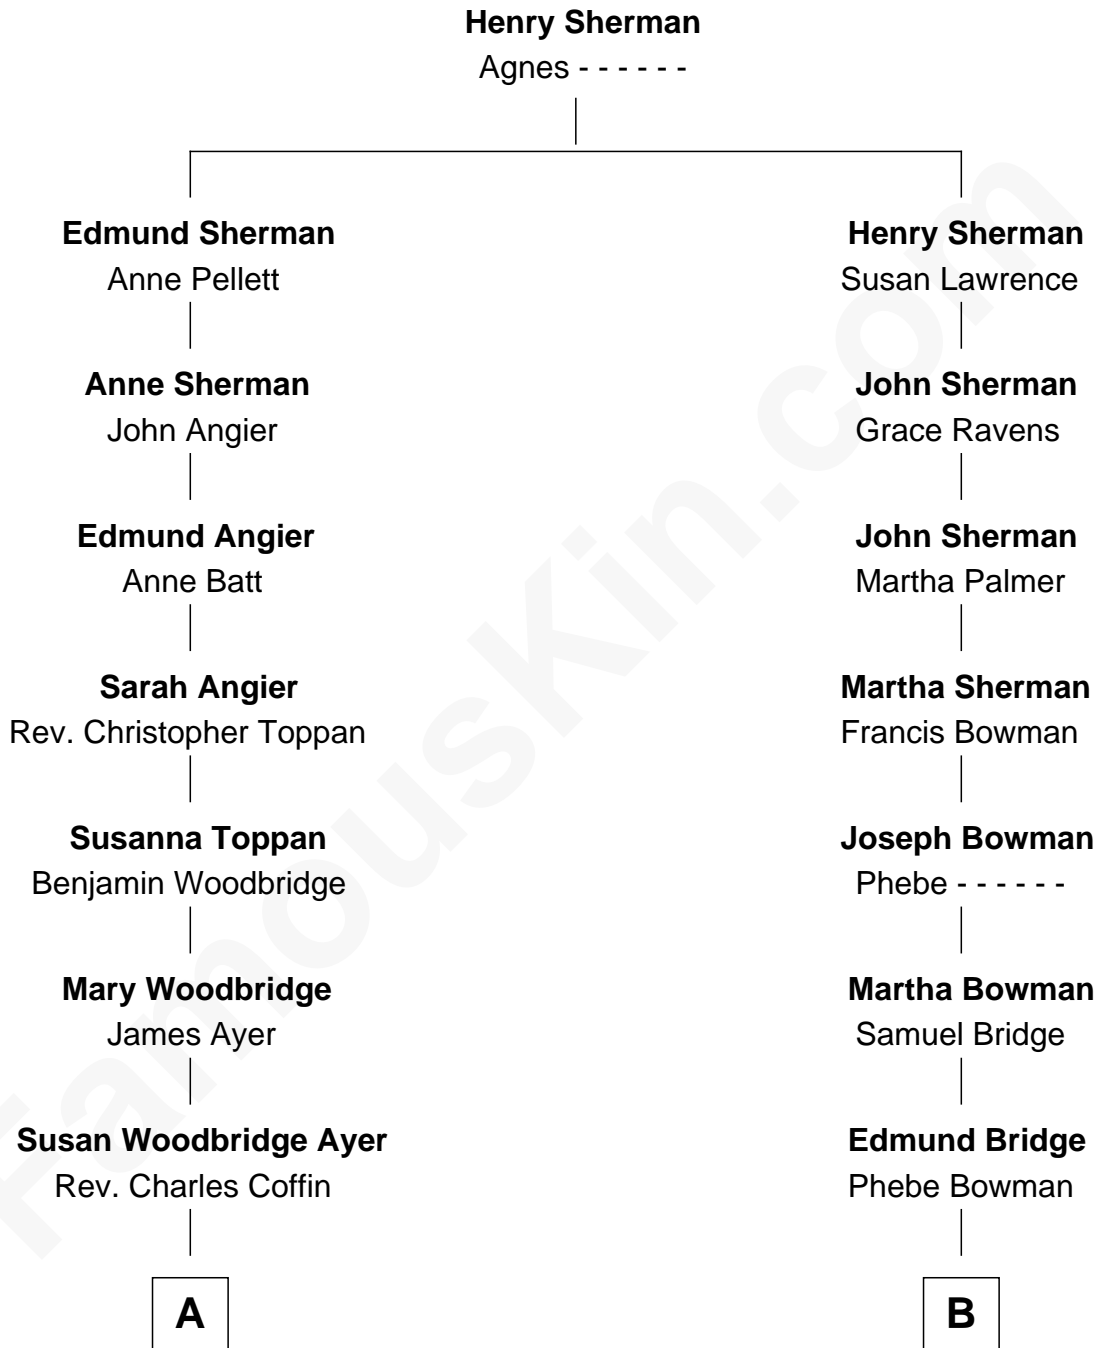 Henry Sherman
Agnes - - - - - -
Edmund Sherman
Anne Pellett
Anne Sherman
John Angier
Edmund Angier
Anne Batt
Sarah Angier
Rev. Christopher Toppan
Susanna Toppan
Benjamin Woodbridge
Mary Woodbridge
James Ayer
Susan Woodbridge Ayer
Rev. Charles Coffin
A
Henry Sherman
Susan Lawrence
John Sherman
Grace Ravens
John Sherman
Martha Palmer
Martha Sherman
Francis Bowman
Joseph Bowman
Phebe - - - - - -
Martha Bowman
Samuel Bridge
Edmund Bridge
Phebe Bowman
B
FamousKin.com